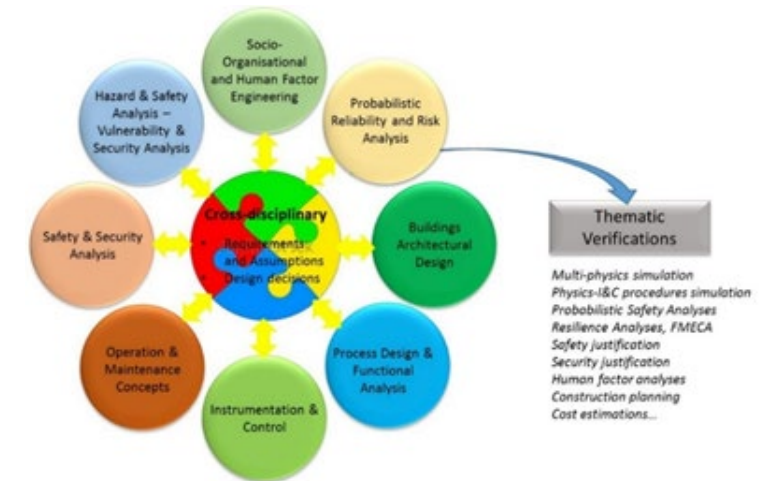 Socio-
Organisational
and Human Factor
Engineering
Hazard & Safety
Analysis –
Vulnerability &
Security Analysis
Probabilistic
Reliability and Risk
Analysis
Cross-disciplinary
• Requirements
and Assumptions
• Design decisions
Safety & Security
Analysis
Buildings
Architectural
Design
Operation &
Maintenance
Concepts
Process Design &
Functional
Analysis
Instrumentation &
Control
Thematic
Verifications
Multi-physics simulation
Physics-I&C procedures simulation
Probabilistic Safety Analyses
Resilience Analyses, FMECA
Safety justification
Security justification
Human factor analyses
Construction planning
Cost estimations...